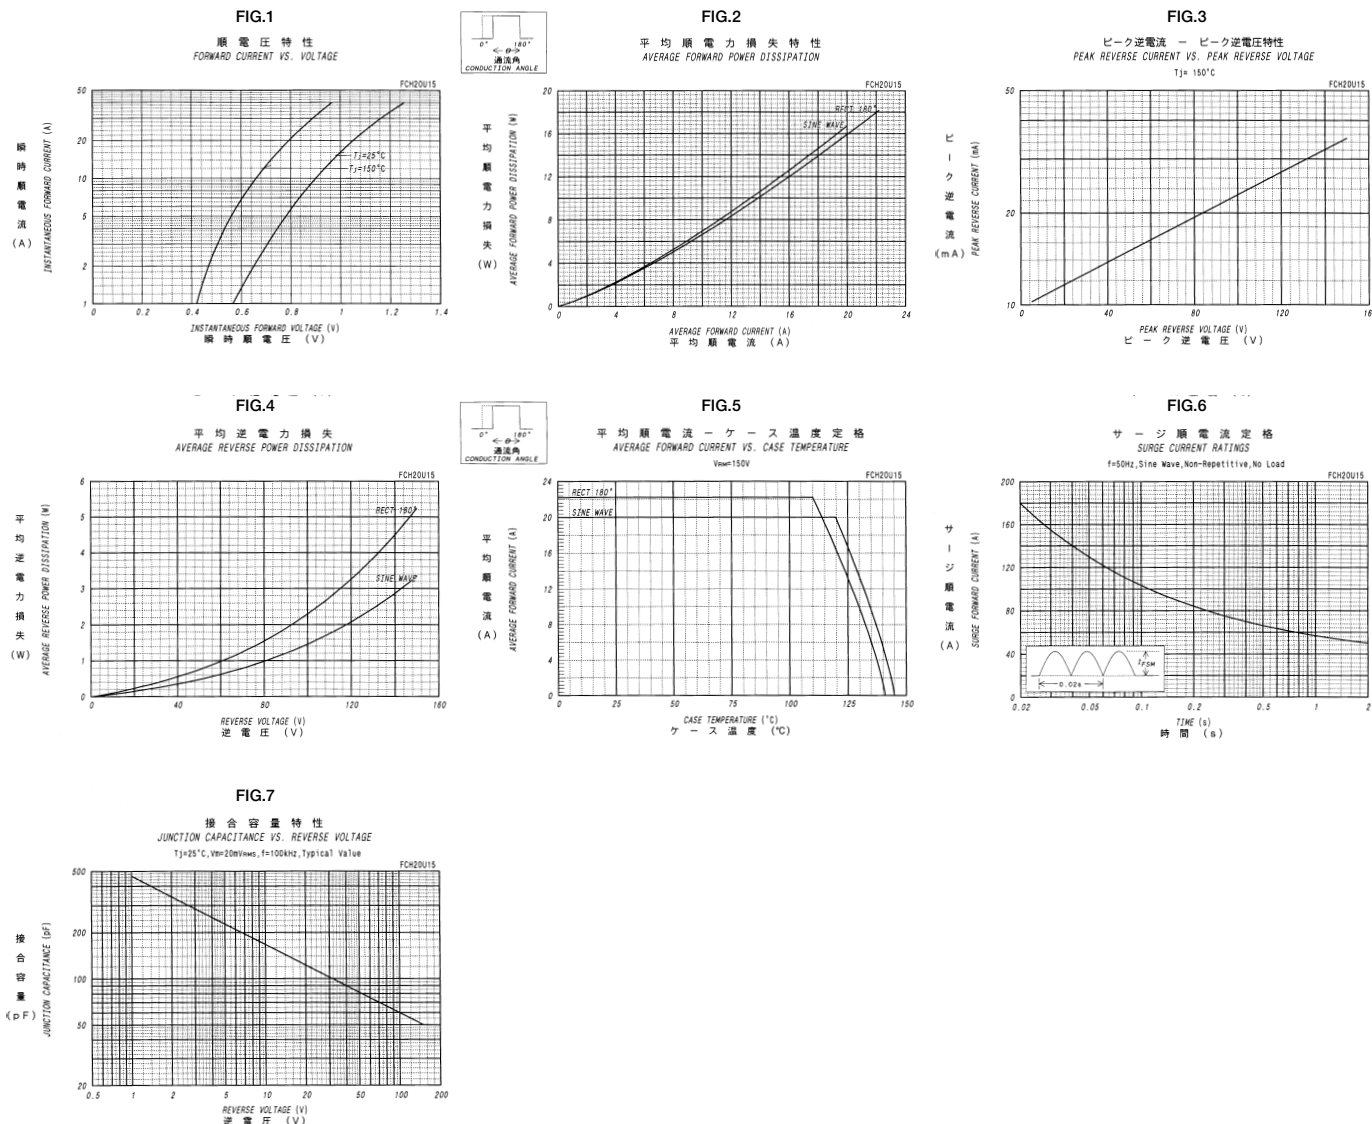 FIG.1
順電圧特性
FORWARD CURRENT VS. VOLTAGE
FCH20U15
瞬時順電流 (A)
INSTANTANEOUS FORWARD CURRENT (A)
50
20
10
5
2
1
Tj=25°C
Tj=150°C
0 0.2 0.4 0.6 0.8 1 1.2 1.4
INSTANTANEOUS FORWARD VOLTAGE (V)
瞬時順電圧 (V)
FIG.2
0° 180°
θ
通流角
CONDUCTION ANGLE
平均順電力損失特性
AVERAGE FORWARD POWER DISSIPATION
FCH20U15
平均順電力損失 (W)
AVERAGE FORWARD POWER DISSIPATION (W)
20
16
12
8
4
0
RECT 180°
SINE WAVE
0 4 8 12 16 20 24
AVERAGE FORWARD CURRENT (A)
平均順電流 (A)
FIG.3
ピーク逆電流 − ピーク逆電圧特性
PEAK REVERSE CURRENT VS. PEAK REVERSE VOLTAGE
Tj= 150°C
FCH20U15
ピーク逆電流 (mA)
PEAK REVERSE CURRENT (mA)
50
20
10
0 40 80 120 16
PEAK REVERSE VOLTAGE (V)
ピーク逆電圧 (V)
FIG.4
平均逆電力損失
AVERAGE REVERSE POWER DISSIPATION
FCH20U15
平均逆電力損失 (W)
AVERAGE REVERSE POWER DISSIPATION (W)
6
5
4
3
2
1
0
RECT 180°
SINE WAVE
0 40 80 120 160
REVERSE VOLTAGE (V)
逆電圧 (V)
FIG.5
0° 180°
θ
通流角
CONDUCTION ANGLE
平均順電流−ケース温度定格
AVERAGE FORWARD CURRENT VS. CASE TEMPERATURE
VRM=150V
FCH20U15
平均順電流 (A)
AVERAGE FORWARD CURRENT (A)
24
20
16
12
8
4
0
RECT 180°
SINE WAVE
0 25 50 75 100 125 150
CASE TEMPERATURE (°C)
ケース温度 (℃)
FIG.6
サージ順電流定格
SURGE CURRENT RATINGS
f=50Hz,Sine Wave,Non-Repetitive,No Load
FCH20U15
サージ順電流 (A)
SURGE FORWARD CURRENT (A)
200
160
120
80
40
0
IFSM
0.02s
0.02 0.05 0.1 0.2 0.5 1 2
TIME (s)
時間 (s)
FIG.7
接合容量特性
JUNCTION CAPACITANCE VS. REVERSE VOLTAGE
Tj=25°C,Vm=20mVRMS,f=100kHz,Typical Value
FCH20U15
接合容量 (pF)
JUNCTION CAPACITANCE (pF)
500
200
100
50
20
0.5 1 2 5 10 20 50 100 200
REVERSE VOLTAGE (V)
逆電圧 (V)